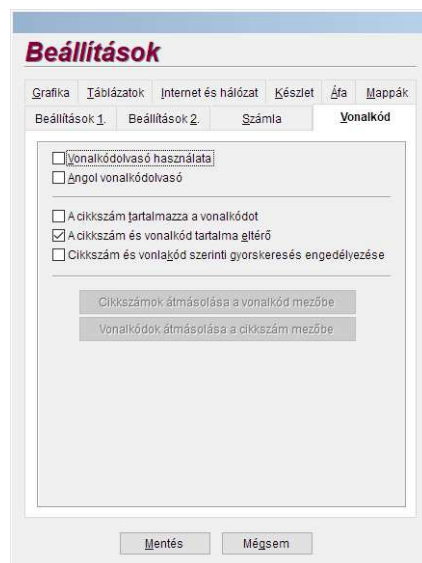 Beállítások
Grafika Táblázatok Internet és hálózat Készlet Áfa Mappák
Beállítások 1. Beállítások 2. Számla Vonalkód
Vonalkódolvasó használata
Angol vonalkódolvasó
A cikkszám tartalmazza a vonalkódot
A cikkszám és vonalkód tartalma eltérő
Cikkszám és vonlakód szerinti gyorskeresés engedélyezése
Cikkszámok átmásolása a vonalkód mezőbe
Vonalkódok átmásolása a cikkszám mezőbe
Mentés Mégsem